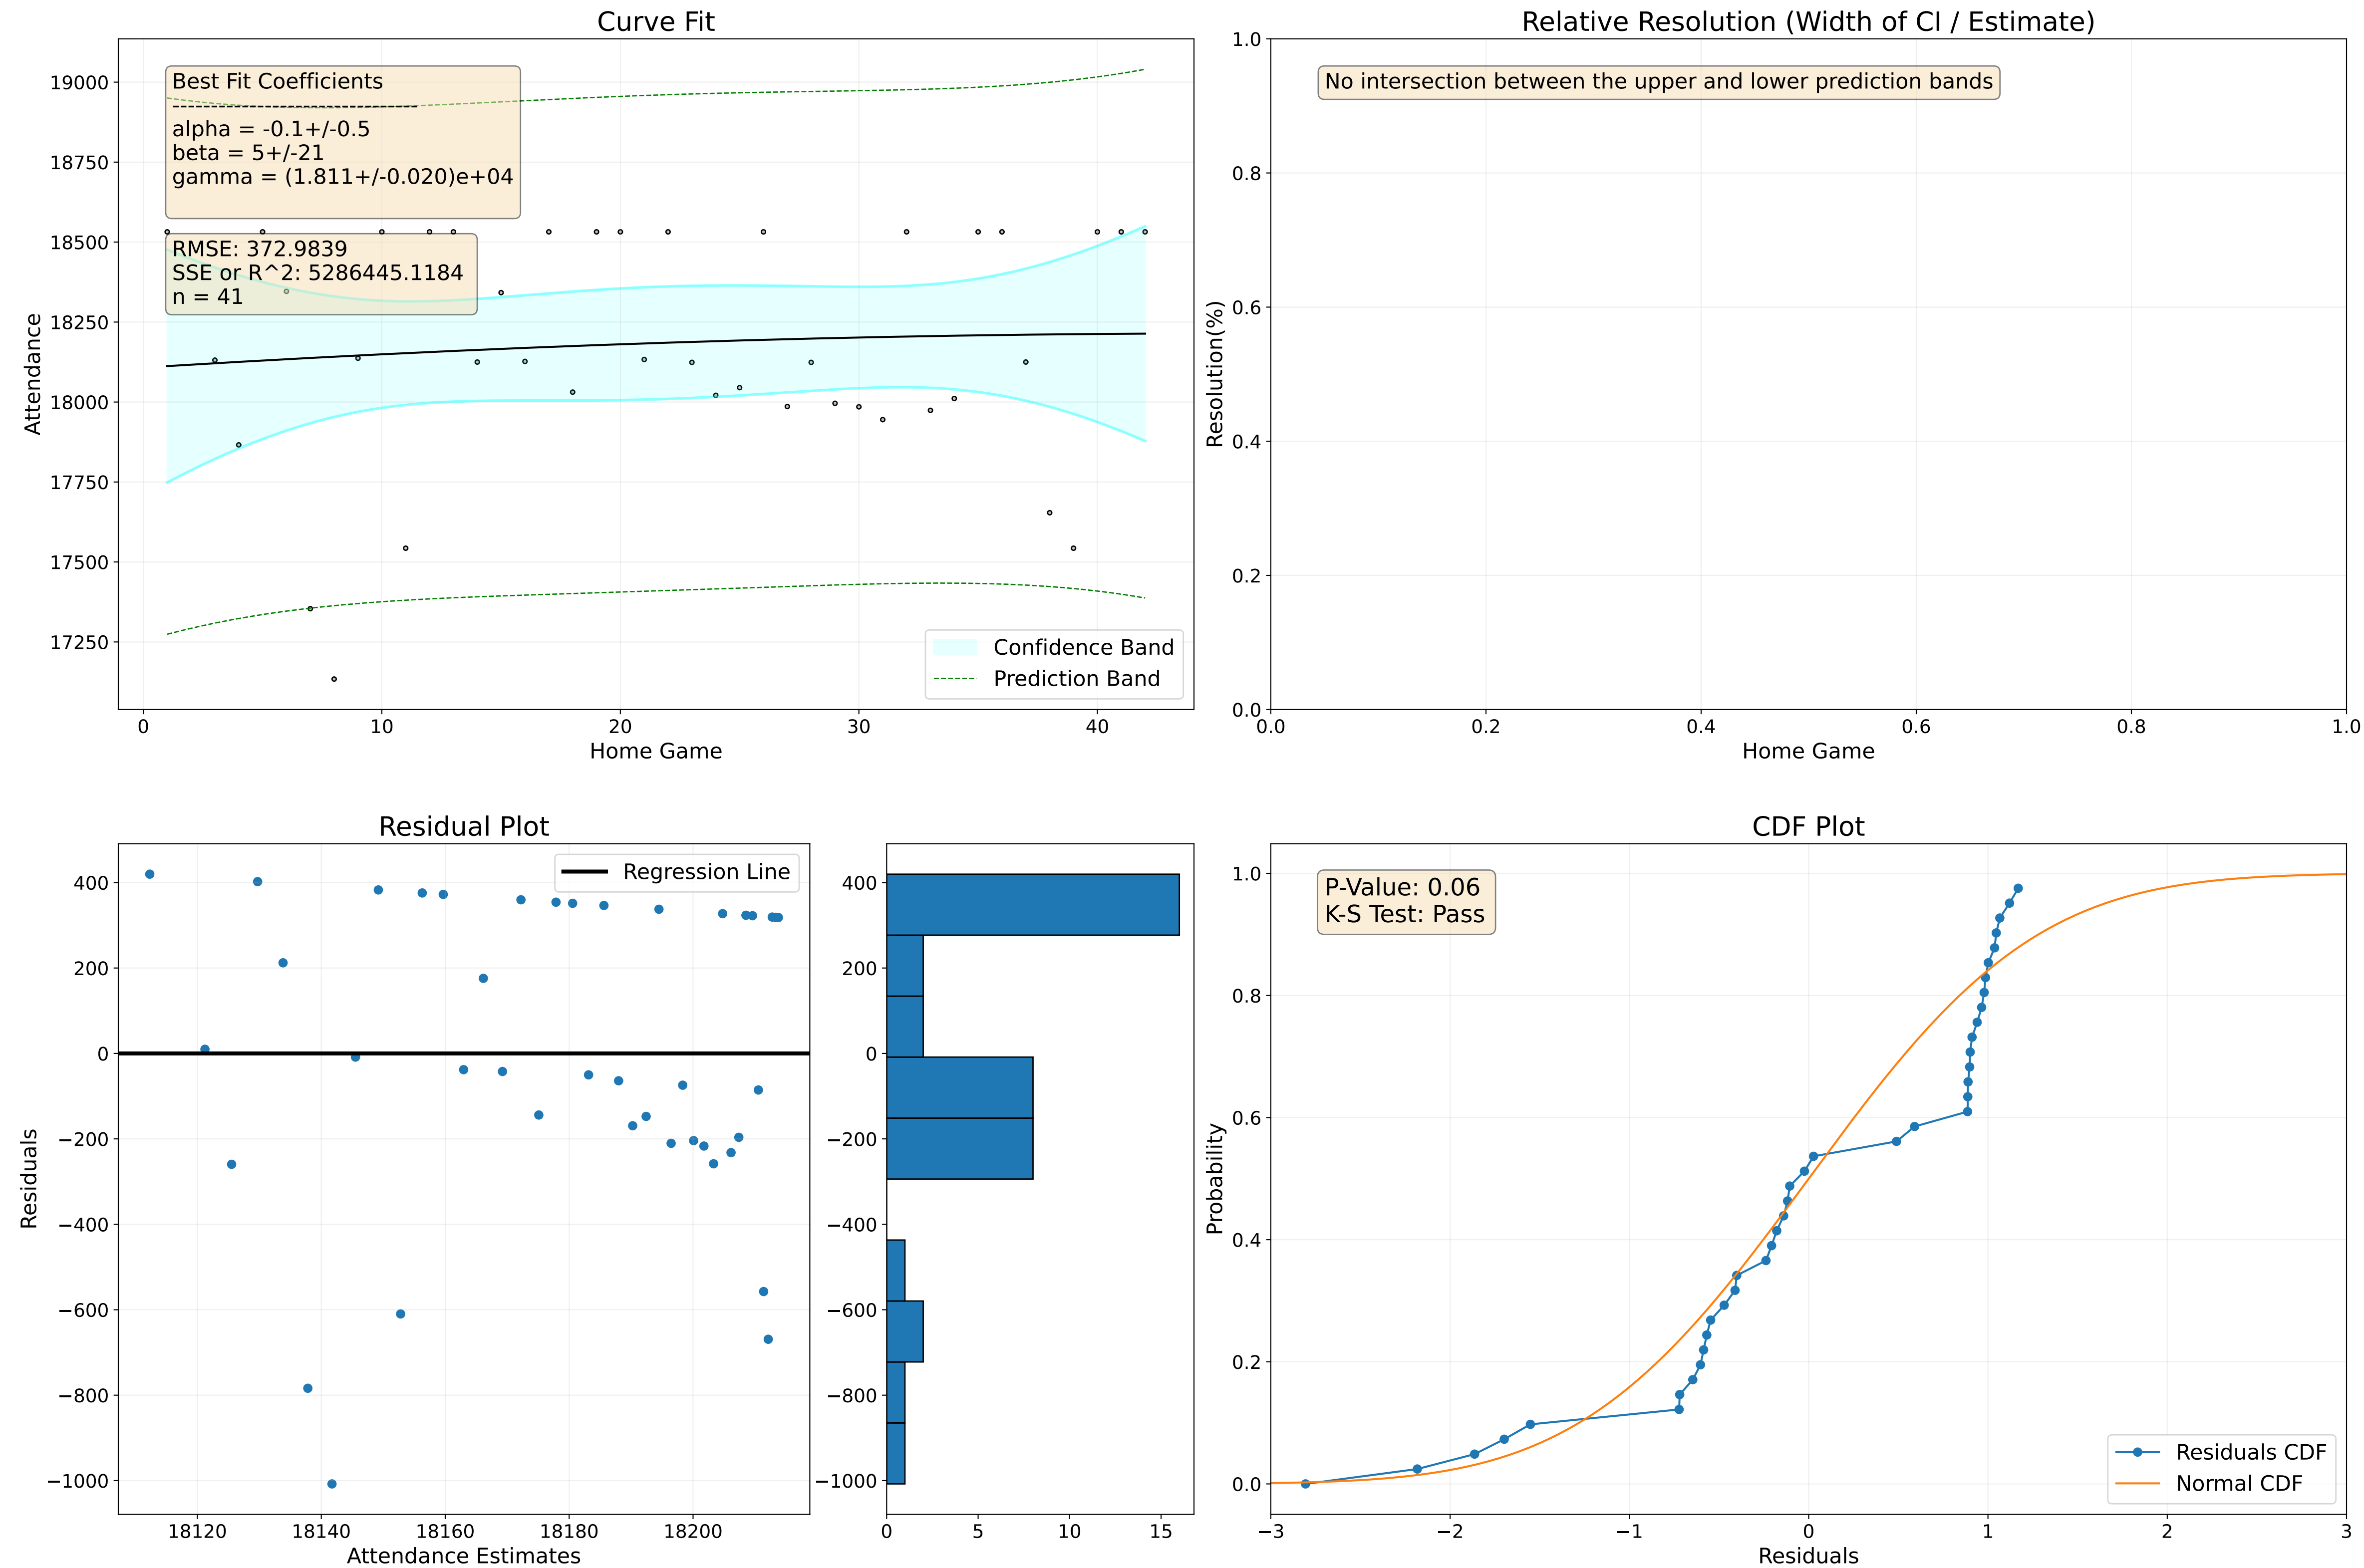 Curve Fit
19000
18750
18500
18250
18000
17750
17500
17250
Attendance
Best Fit Coefficients
alpha = -0.1+/-0.5
beta = 5+/-21
gamma = (1.811+/-0.020)e+04
RMSE: 372.9839
SSE or R^2: 5286445.1184
n = 41
Confidence Band
Prediction Band
0 10 20 30 40
Home Game
Relative Resolution (Width of CI / Estimate)
1.0
0.8
0.6
0.4
0.2
0.0
Resolution(%)
No intersection between the upper and lower prediction bands
0.0 0.2 0.4 0.6 0.8 1.0
Home Game
Residual Plot
400
200
0
−200
−400
−600
−800
−1000
Residuals
Regression Line
18120 18140 18160 18180 18200
Attendance Estimates
400
200
0
−200
−400
−600
−800
−1000
0 5 10 15
CDF Plot
1.0
0.8
0.6
0.4
0.2
0.0
Probability
P-Value: 0.06
K-S Test: Pass
Residuals CDF
Normal CDF
−3 −2 −1 0 1 2 3
Residuals